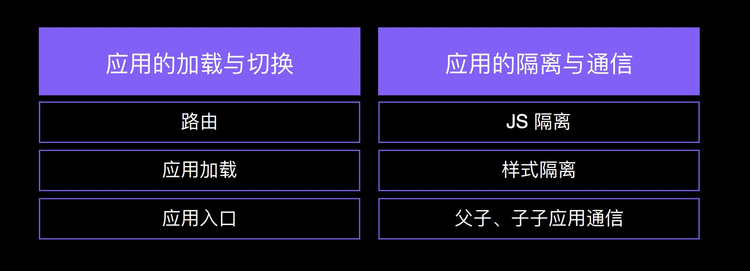 应用的加载与切换
应用的隔离与通信
路由
JS 隔离
应用加载
样式隔离
应用入口
父子、子子应用通信